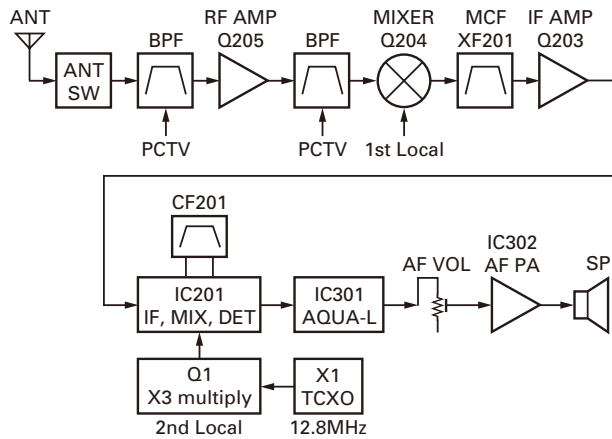 ANT
ANT
SW
BPF
PCTV
RF AMP
Q205
BPF
PCTV
MIXER
Q204
1st Local
MCF
XF201
IF AMP
Q203
CF201
IC201
IF, MIX, DET
IC301
AQUA-L
AF VOL
IC302
AF PA
SP
Q1
X3 multiply
2nd Local
X1
TCXO
12.8MHz